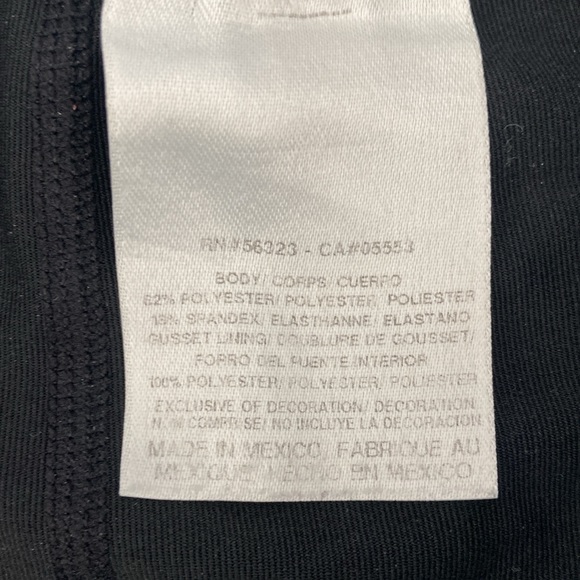 RN#56323 - CA#05553
BODY/ CORPS/ CUERPO
82% POLYESTER/ POLYESTER/ POLIESTER
18% SPANDEX/ ELASTHANNE/ ELASTANO
GUSSET LINING/ DOUBLURE DE GOUSSET/
FORRO DEL PUENTE INTERIOR
100% POLYESTER/ POLYESTER/ POLIESTER
EXCLUSIVE OF DECORATION/ DECORATION
COMPRISE/ NO INCLUYE LA DECORACION
MADE IN MEXICO, FABRIQUE AU
MEXIQUE, HECHO EN MEXICO